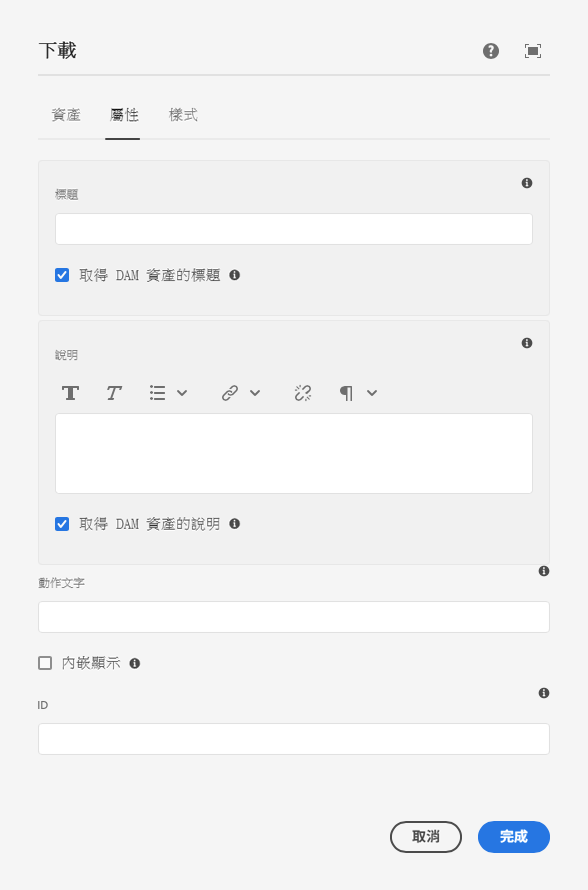 下載
資產
屬性
樣式
標題
取得 DAM 資產的標題
說明
取得 DAM 資產的說明
動作文字
內嵌顯示
ID
取消
完成